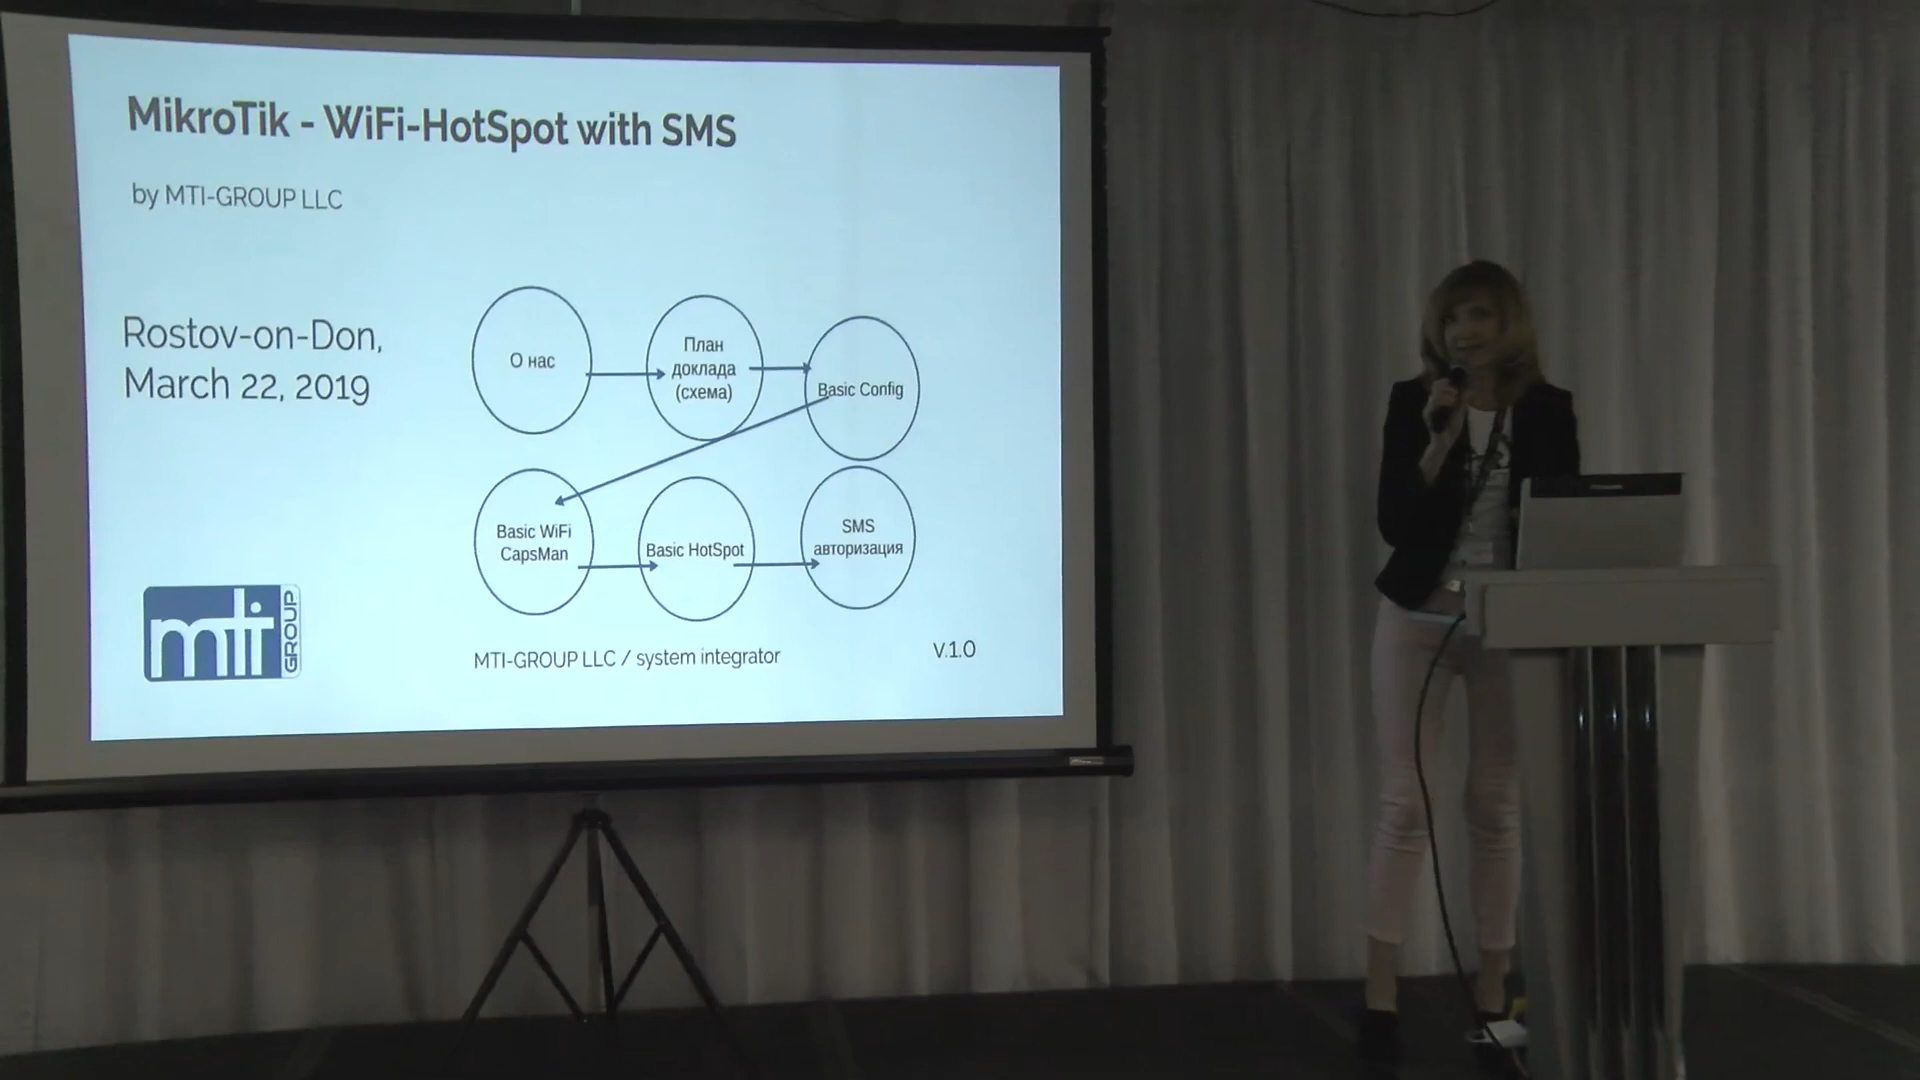 MikroTik - WiFi-HotSpot with SMS
by MTI-GROUP LLC
Rostov-on-Don,
March 22, 2019
О нас
План
доклада
(схема)
Basic Config
Basic WiFi
CapsMan
Basic HotSpot
SMS
авторизация
mti
GROUP
MTI-GROUP LLC / system integrator
v.1.0